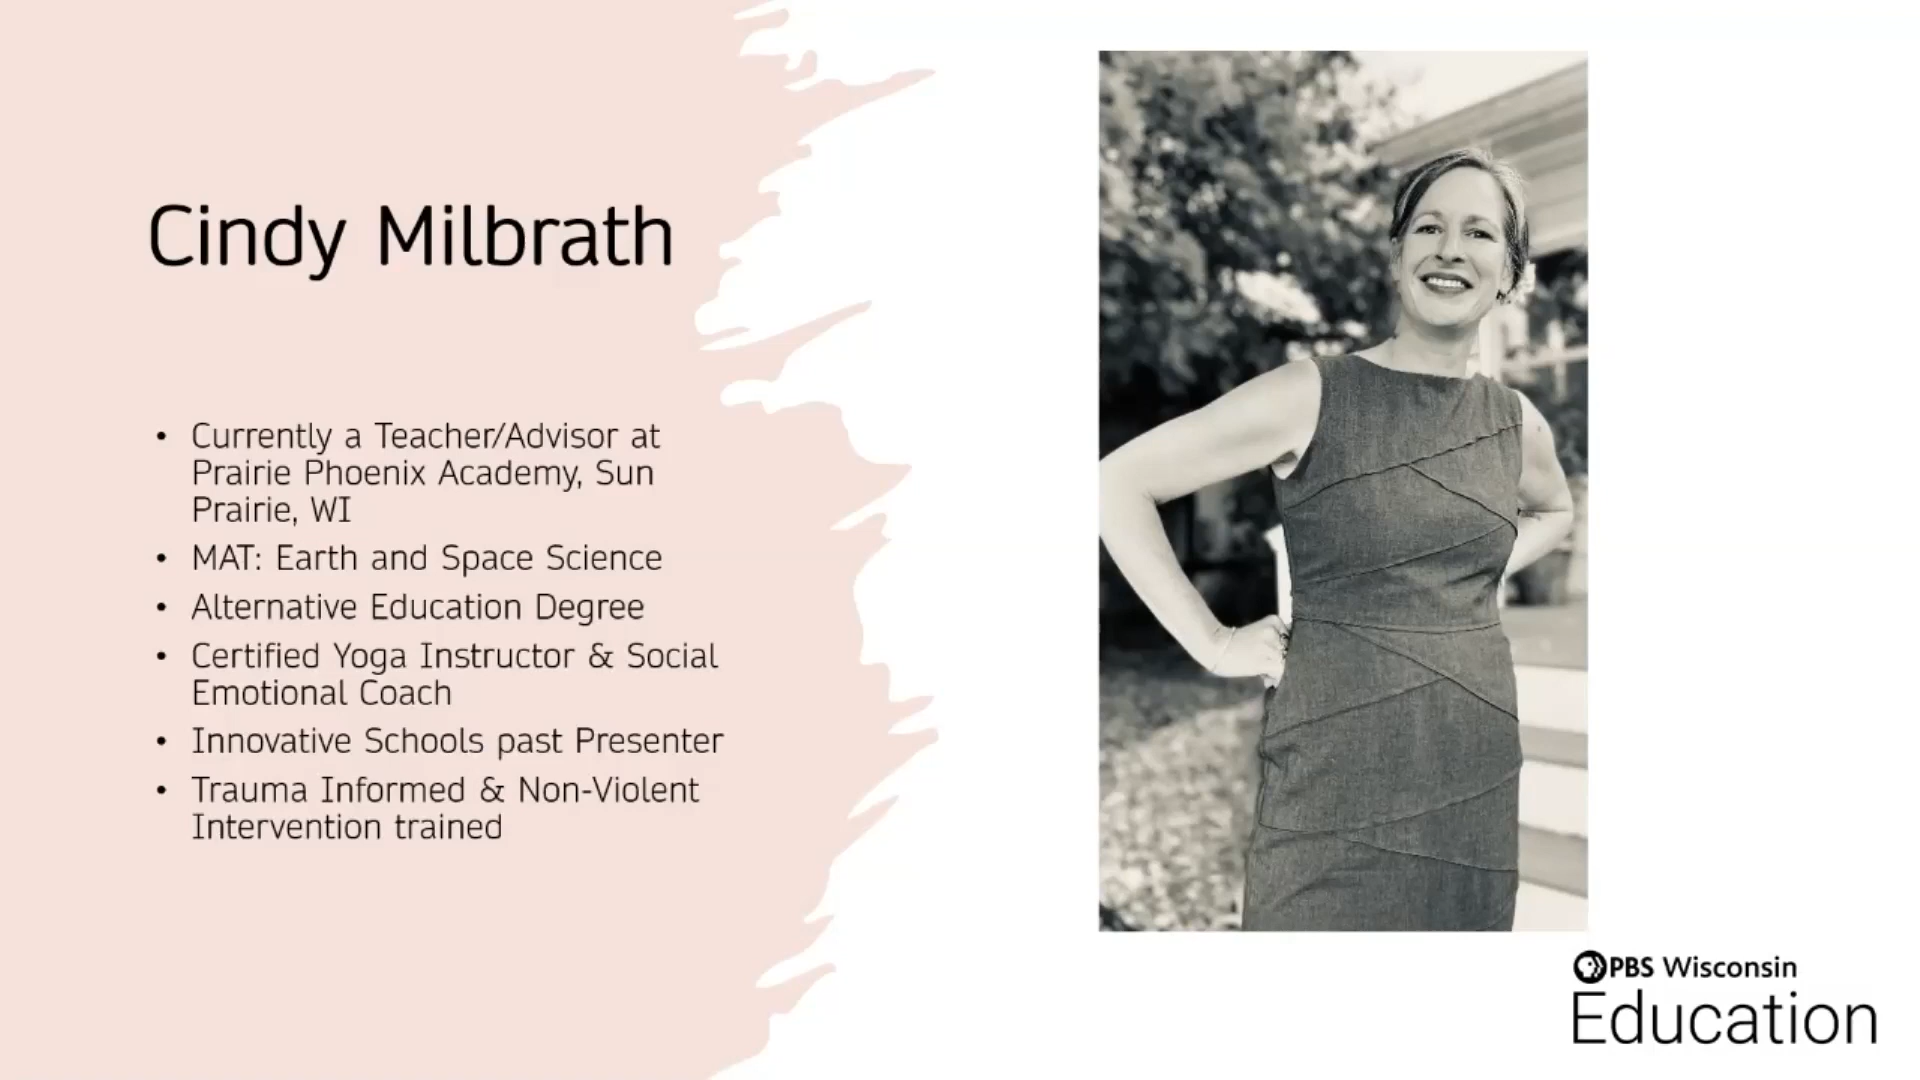 Cindy Milbrath
• Currently a Teacher/Advisor at
Prairie Phoenix Academy, Sun
Prairie, WI
• MAT: Earth and Space Science
• Alternative Education Degree
• Certified Yoga Instructor & Social
Emotional Coach
• Innovative Schools past Presenter
• Trauma Informed & Non-Violent
Intervention trained
PBS Wisconsin
Education